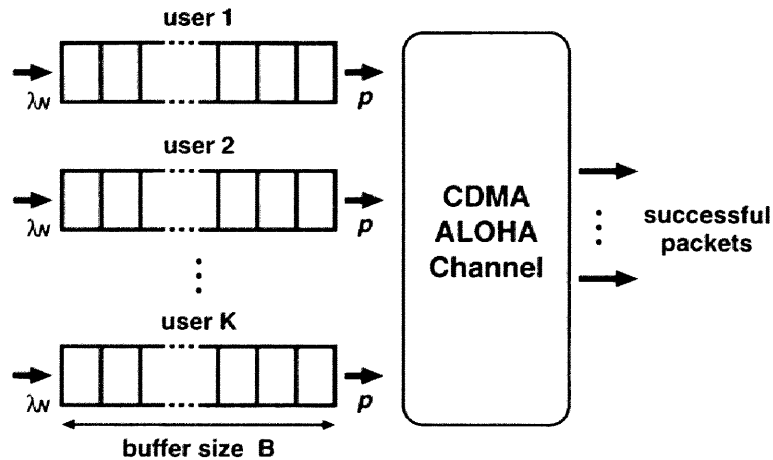 user 1
λN
p
user 2
λN
p
CDMA
ALOHA
Channel
successful
packets
user K
λN
p
buffer size B